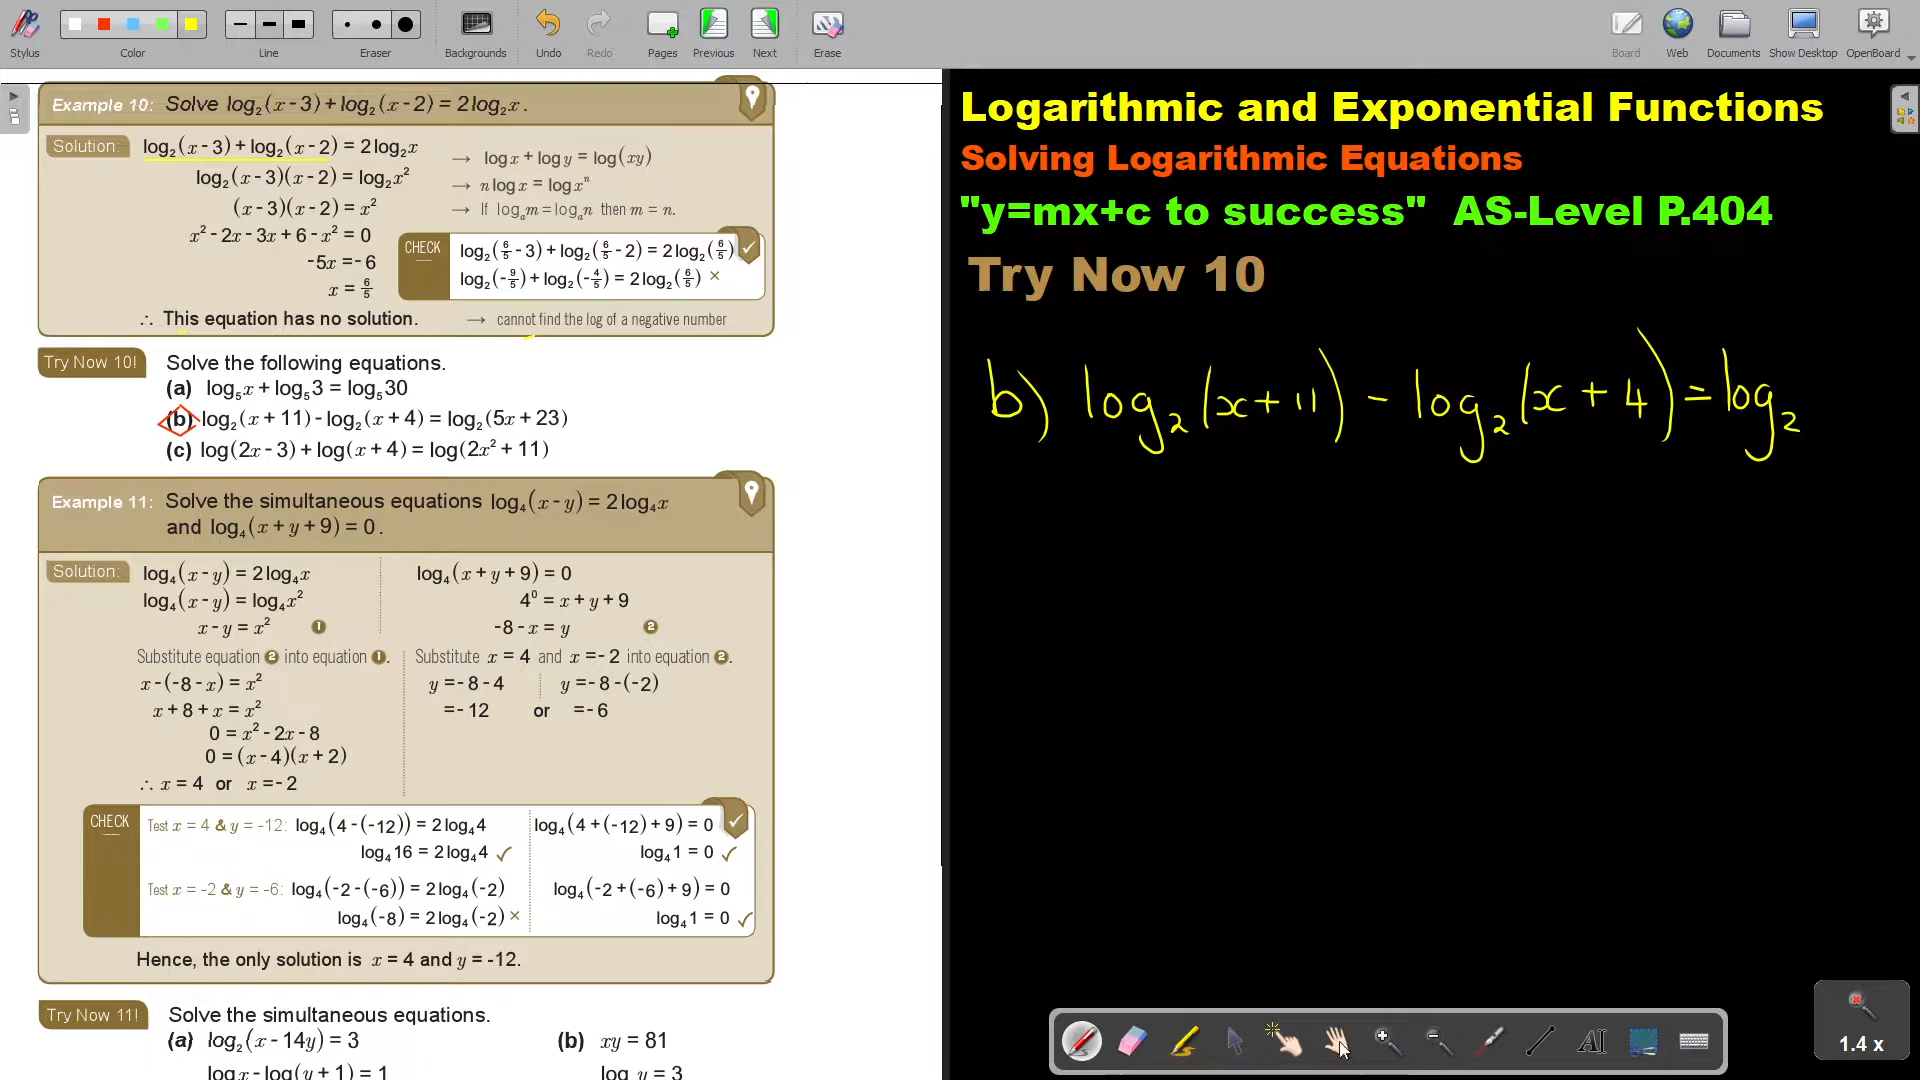 Stylus Color Line Eraser Backgrounds Undo Redo Pages Previous Next Erase Board Web Documents Show Desktop OpenBoard
Example 10: Solve log₂(x - 3) + log₂(x - 2) = 2log₂x.
Solution: log₂(x - 3) + log₂(x - 2) = 2log₂x
→ logx + logy = log(xy)
log₂(x - 3)(x - 2) = log₂x²
→ nlogx = logxⁿ
(x - 3)(x - 2) = x²
→ If logₐm = logₐn then m = n.
x² - 2x - 3x + 6 - x² = 0
-5x = -6
x = 6/5
CHECK
log₂(6/5 - 3) + log₂(6/5 - 2) = 2log₂(6/5) ✓
log₂(-9/5) + log₂(-4/5) = 2log₂(6/5) ×
∴ This equation has no solution. → cannot find the log of a negative number
Try Now 10! Solve the following equations.
(a) log₅x + log₅3 = log₅30
(b) log₂(x + 11) - log₂(x + 4) = log₂(5x + 23)
(c) log(2x - 3) + log(x + 4) = log(2x² + 11)
Example 11: Solve the simultaneous equations log₄(x - y) = 2log₄x
and log₄(x + y + 9) = 0.
Solution: log₄(x - y) = 2log₄x
log₄(x - y) = log₄x²
x - y = x² 1
log₄(x + y + 9) = 0
4⁰ = x + y + 9
-8 - x = y 2
Substitute equation 2 into equation 1.
x - (-8 - x) = x²
x + 8 + x = x²
0 = x² - 2x - 8
0 = (x - 4)(x + 2)
∴ x = 4 or x = -2
Substitute x = 4 and x = -2 into equation 2.
y = -8 - 4 y = -8 - (-2)
= -12 or = -6
CHECK
Test x = 4 & y = -12: log₄(4 - (-12)) = 2log₄4 log₄(4 + (-12) + 9) = 0 ✓
log₄16 = 2log₄4 ✓ log₄1 = 0 ✓
Test x = -2 & y = -6: log₄(-2 - (-6)) = 2log₄(-2) log₄(-2 + (-6) + 9) = 0
log₄(-8) = 2log₄(-2) × log₄1 = 0 ✓
Hence, the only solution is x = 4 and y = -12.
Try Now 11! Solve the simultaneous equations.
(a) log₂(x - 14y) = 3 (b) xy = 81
logx - log(y + 1) = 1 log y = 3
Logarithmic and Exponential Functions
Solving Logarithmic Equations
"y=mx+c to success" AS-Level P.404
Try Now 10
b) log₂(x + 11) - log₂(x + 4) = log₂
AI
1.4 x